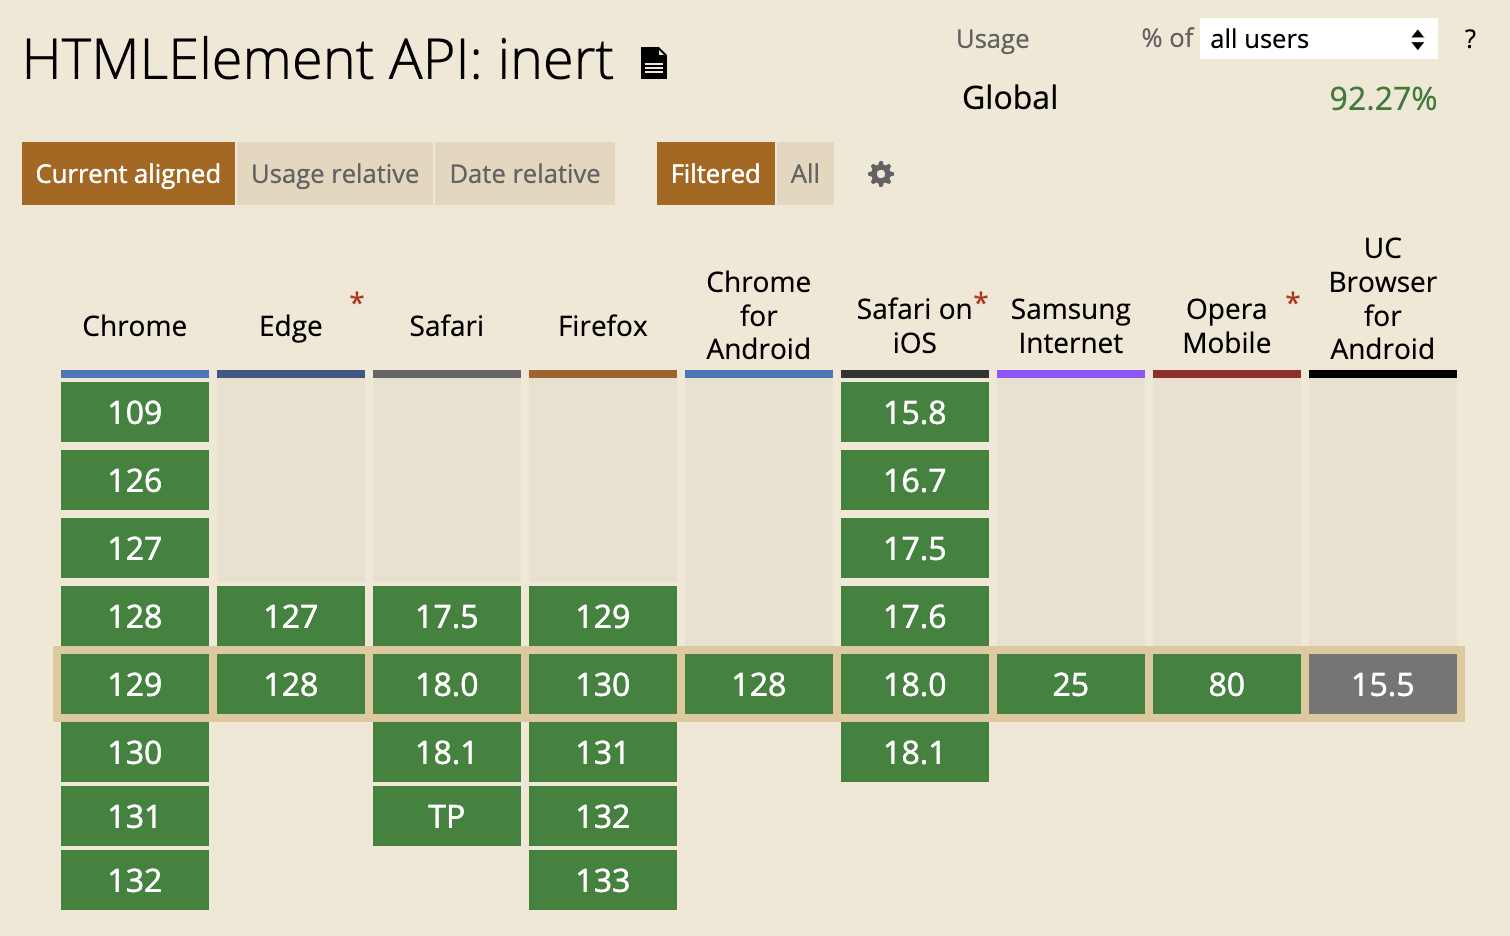 HTMLElement API: inert
Usage % of all users ?
Global 92.27%
Current aligned Usage relative Date relative Filtered All
Chrome
Edge *
Safari
Firefox
Chrome
for
Android
Safari on *
iOS
Samsung
Internet
Opera *
Mobile
UC
Browser
for
Android
109 15.8
126 16.7
127 17.5
128 127 17.5 129 17.6
129 128 18.0 130 128 18.0 25 80 15.5
130 18.1 131 18.1
131 TP 132
132 133